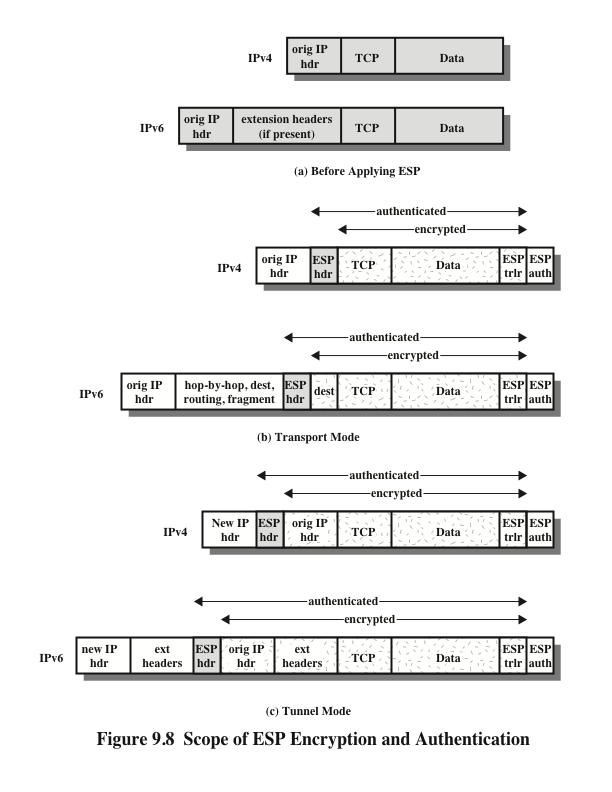 IPv4
orig IP
hdr
TCP
Data
IPv6
orig IP
hdr
extension headers
(if present)
TCP
Data
(a) Before Applying ESP
authenticated
encrypted
IPv4
orig IP
hdr
ESP
hdr
TCP
Data
ESP
trlr
ESP
auth
authenticated
encrypted
IPv6
orig IP
hdr
hop-by-hop, dest,
routing, fragment
ESP
hdr
dest
TCP
Data
ESP
trlr
ESP
auth
(b) Transport Mode
authenticated
encrypted
IPv4
New IP
hdr
ESP
hdr
orig IP
hdr
TCP
Data
ESP
trlr
ESP
auth
authenticated
encrypted
IPv6
new IP
hdr
ext
headers
ESP
hdr
orig IP
hdr
ext
headers
TCP
Data
ESP
trlr
ESP
auth
(c) Tunnel Mode
Figure 9.8 Scope of ESP Encryption and Authentication